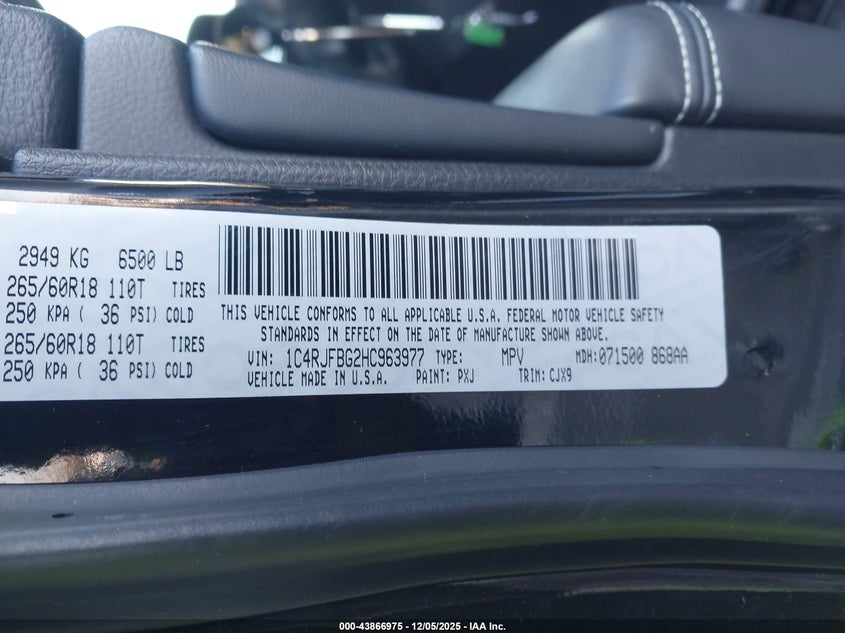 2949 KG 6500 LB
265/60R18 110T TIRES
250 KPA ( 36 PSI) COLD
265/60R18 110T TIRES
250 KPA ( 36 PSI) COLD
THIS VEHICLE CONFORMS TO ALL APPLICABLE U.S.A. FEDERAL MOTOR VEHICLE SAFETY
STANDARDS IN EFFECT ON THE DATE OF MANUFACTURE SHOWN ABOVE.
VIN: 1C4RJFBG2HC963977 TYPE: MPV MDH:071500 868AA
VEHICLE MADE IN U.S.A. PAINT: PXJ TRIM: CJX9
000-43866975 - 12/05/2025 - IAA Inc.